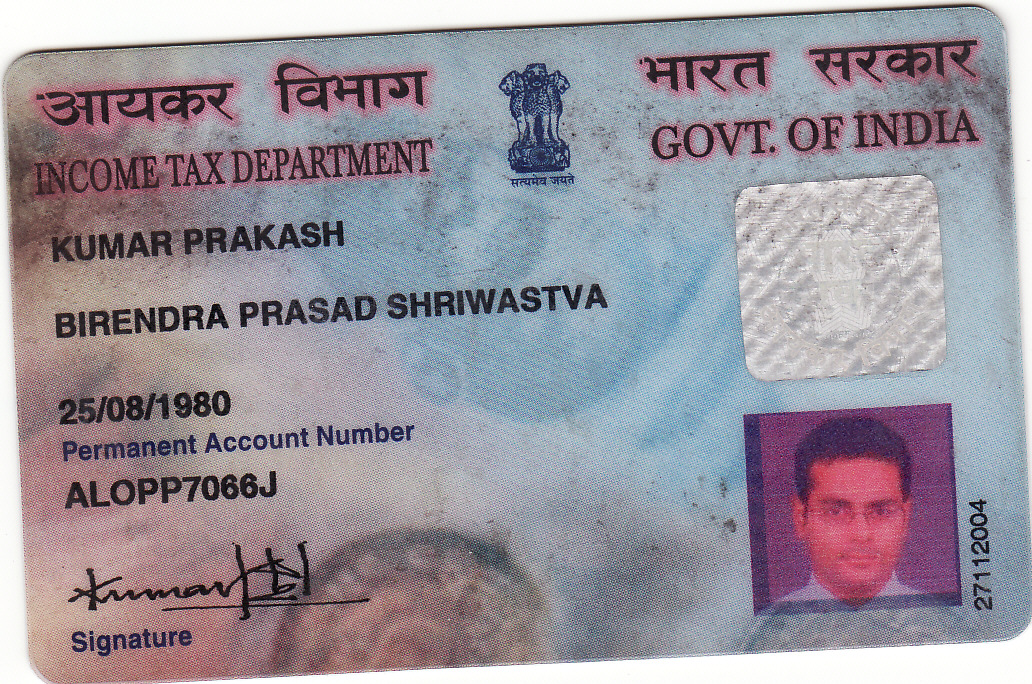 आयकर विभाग
INCOME TAX DEPARTMENT
सत्यमेव जयते
भारत सरकार
GOVT. OF INDIA
KUMAR PRAKASH
BIRENDRA PRASAD SHRIWASTVA
25/08/1980
Permanent Account Number
ALOPP7066J
Kumar
Signature
27112004